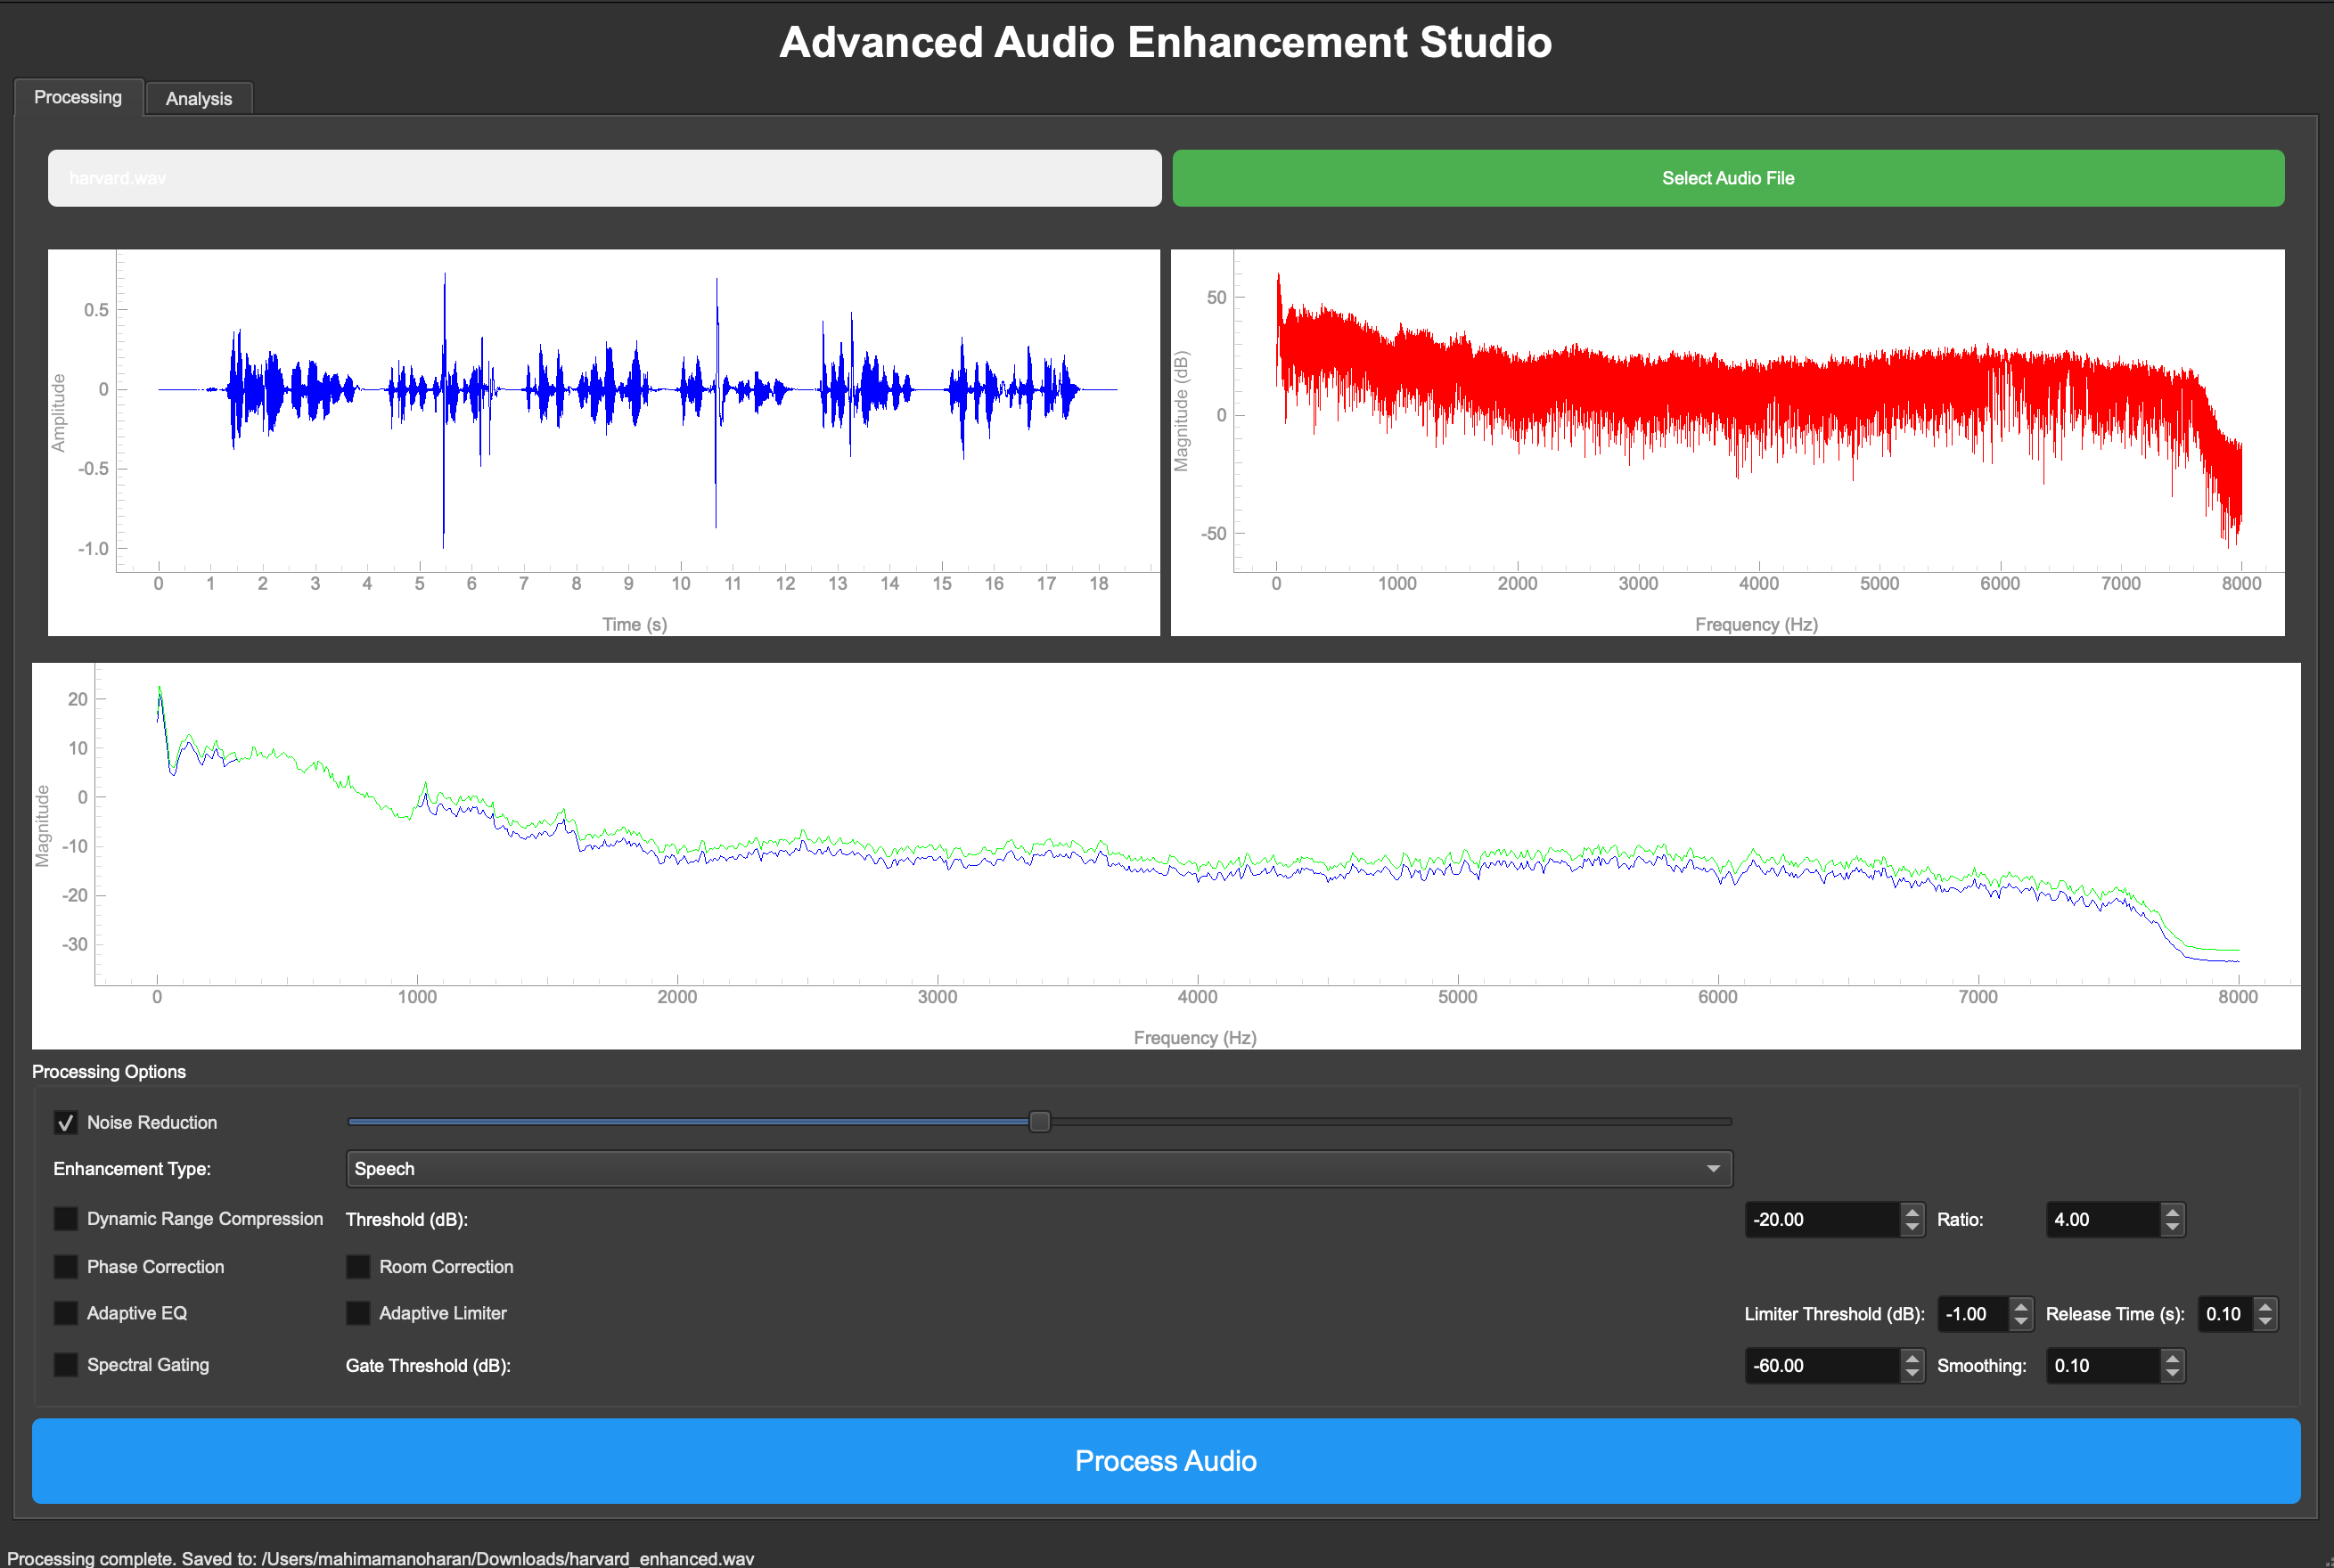 Advanced Audio Enhancement Studio
Processing Analysis
harvard.wav Select Audio File
0.5
0
-0.5
-1.0
Amplitude
0 1 2 3 4 5 6 7 8 9 10 11 12 13 14 15 16 17 18
Time (s)
50
0
-50
Magnitude (dB)
0 1000 2000 3000 4000 5000 6000 7000 8000
Frequency (Hz)
20
10
0
-10
-20
-30
Magnitude
0 1000 2000 3000 4000 5000 6000 7000 8000
Frequency (Hz)
Processing Options
Noise Reduction
Enhancement Type: Speech
Dynamic Range Compression Threshold (dB): -20.00 Ratio: 4.00
Phase Correction Room Correction
Adaptive EQ Adaptive Limiter Limiter Threshold (dB): -1.00 Release Time (s): 0.10
Spectral Gating Gate Threshold (dB): -60.00 Smoothing: 0.10
Process Audio
Processing complete. Saved to: /Users/mahimamanoharan/Downloads/harvard_enhanced.wav